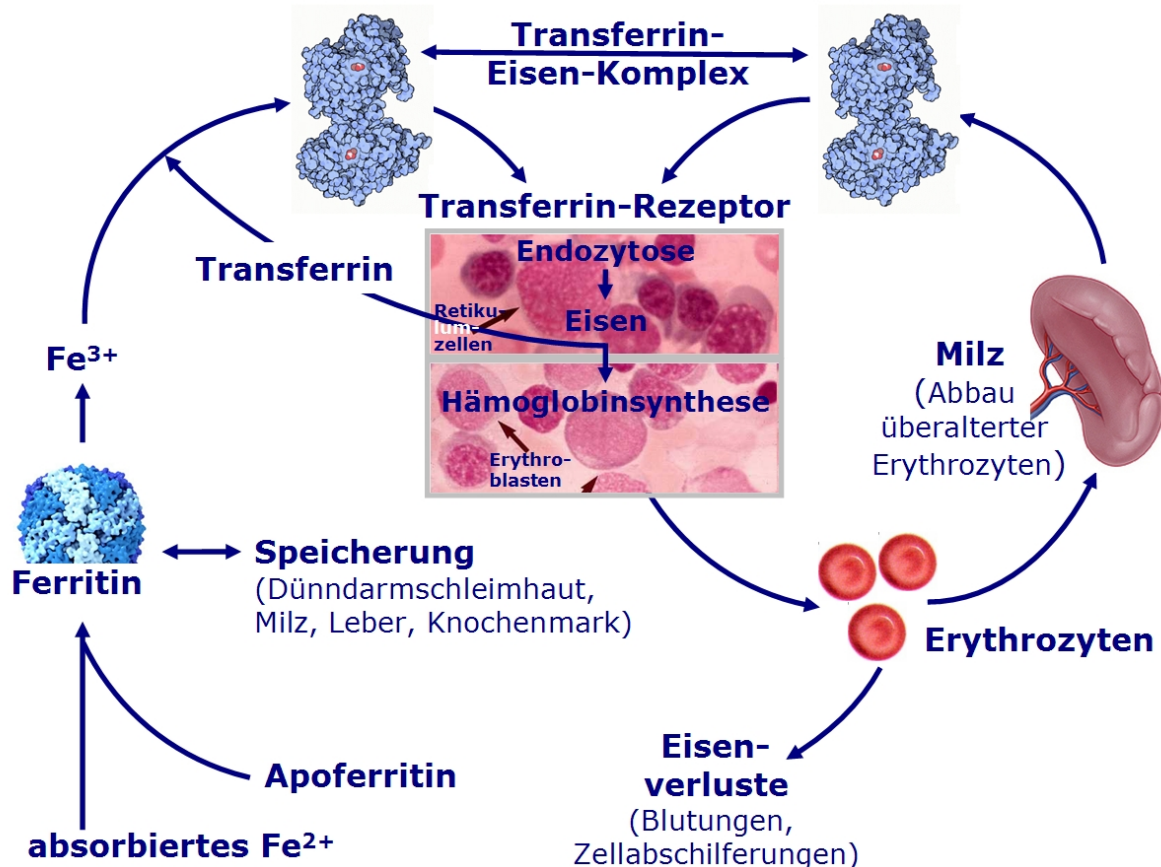 Transferrin-
Eisen-Komplex
Transferrin-Rezeptor
Endozytose
Transferrin
Retiku-
lum-
zellen
Eisen
Fe³⁺
Milz
(Abbau
überalterter
Erythrozyten)
Hämoglobinsynthese
Erythro-
blasten
Ferritin
Speicherung
(Dünndarmschleimhaut,
Milz, Leber, Knochenmark)
Erythrozyten
Apoferritin
absorbiertes Fe²⁺
Eisen-
verluste
(Blutungen,
Zellabschilferungen)